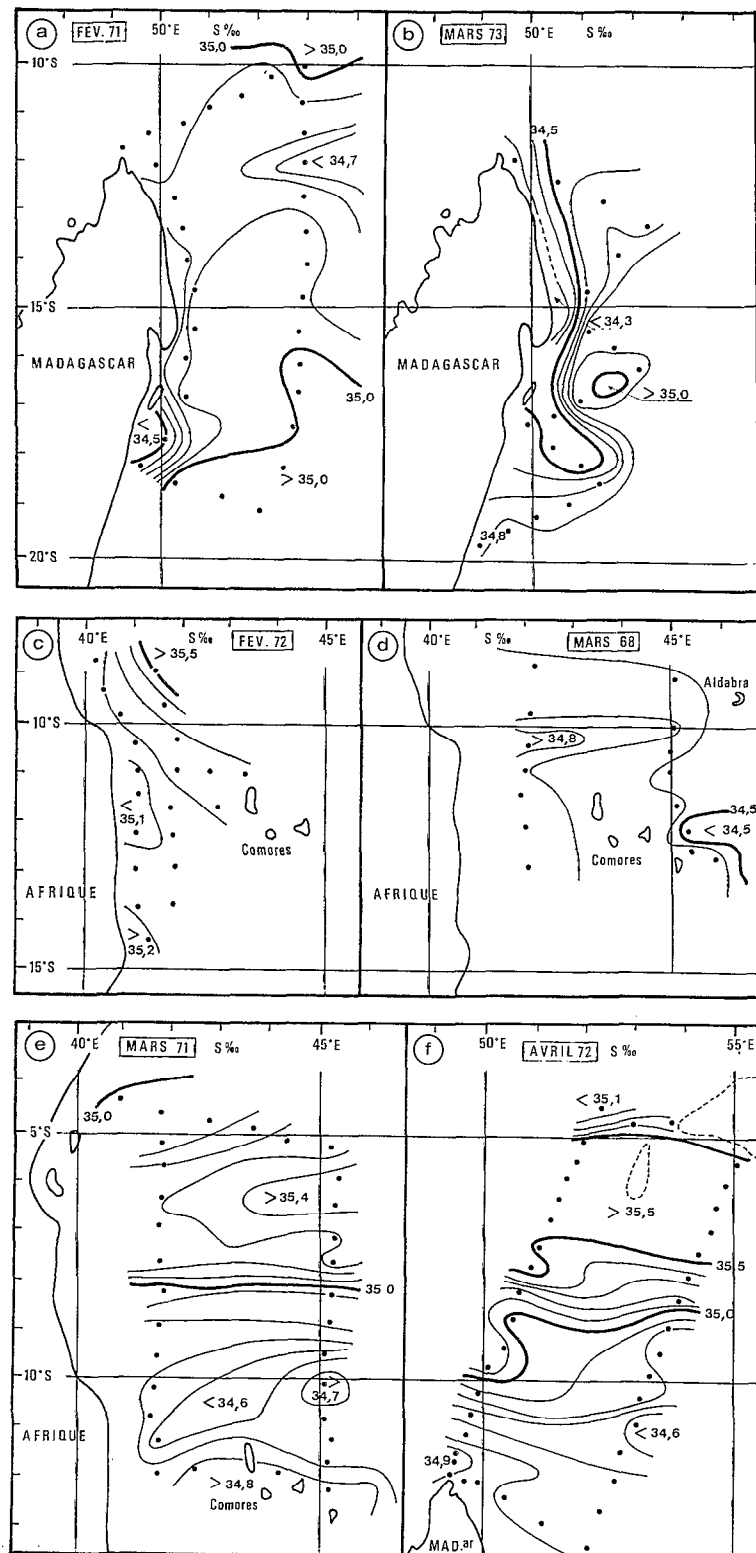 a FÉV. 71 50°E S‰
35,0 > 35,0
10°S
< 34,7
15°S
MADAGASCAR
< 34,5
35,0
> 35,0
20°S
b MARS 73 50°E S‰
34,5
< 34,3
MADAGASCAR
> 35,0
34,8
c 40°E S‰ FEV. 72 45°E
> 35,5
10°S
< 35,1
Comores
AFRIQUE
> 35,2
15°S
d 40°E S‰ MARS 68 45°E
Aldabra
> 34,8
34,5
< 34,5
Comores
AFRIQUE
e 40°E MARS 71 S‰ 45°E
35,0
5°S
> 35,4
35,0
10°S
> 34,7
< 34,6
AFRIQUE
> 34,8
Comores
f 50°E AVRIL 72 S‰ 55°E
< 35,1
> 35,5
35,5
35,0
< 34,6
34,9
MAD.ar